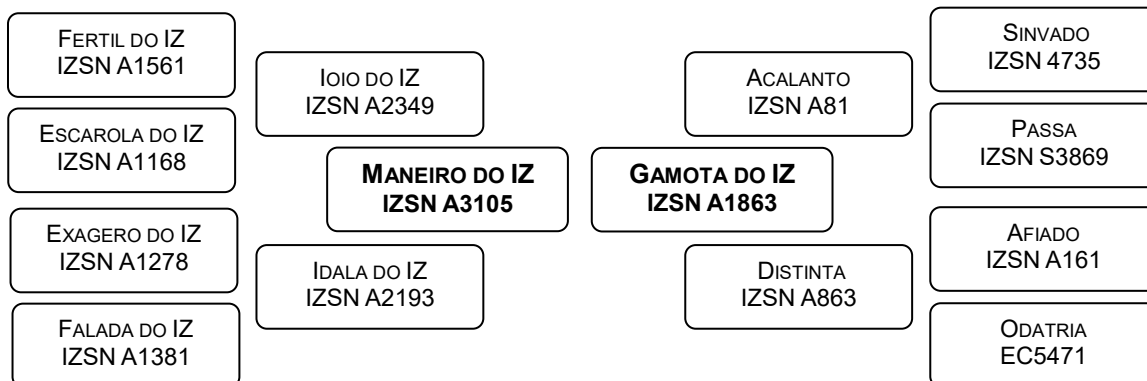 FERTIL DO IZ
IZSN A1561
ESCAROLA DO IZ
IZSN A1168
EXAGERO DO IZ
IZSN A1278
FALADA DO IZ
IZSN A1381
IOIO DO IZ
IZSN A2349
IDALA DO IZ
IZSN A2193
MANEIRO DO IZ
IZSN A3105
GAMOTA DO IZ
IZSN A1863
ACALANTO
IZSN A81
DISTINTA
IZSN A863
SINVADO
IZSN 4735
PASSA
IZSN S3869
AFIADO
IZSN A161
ODATRIA
EC5471